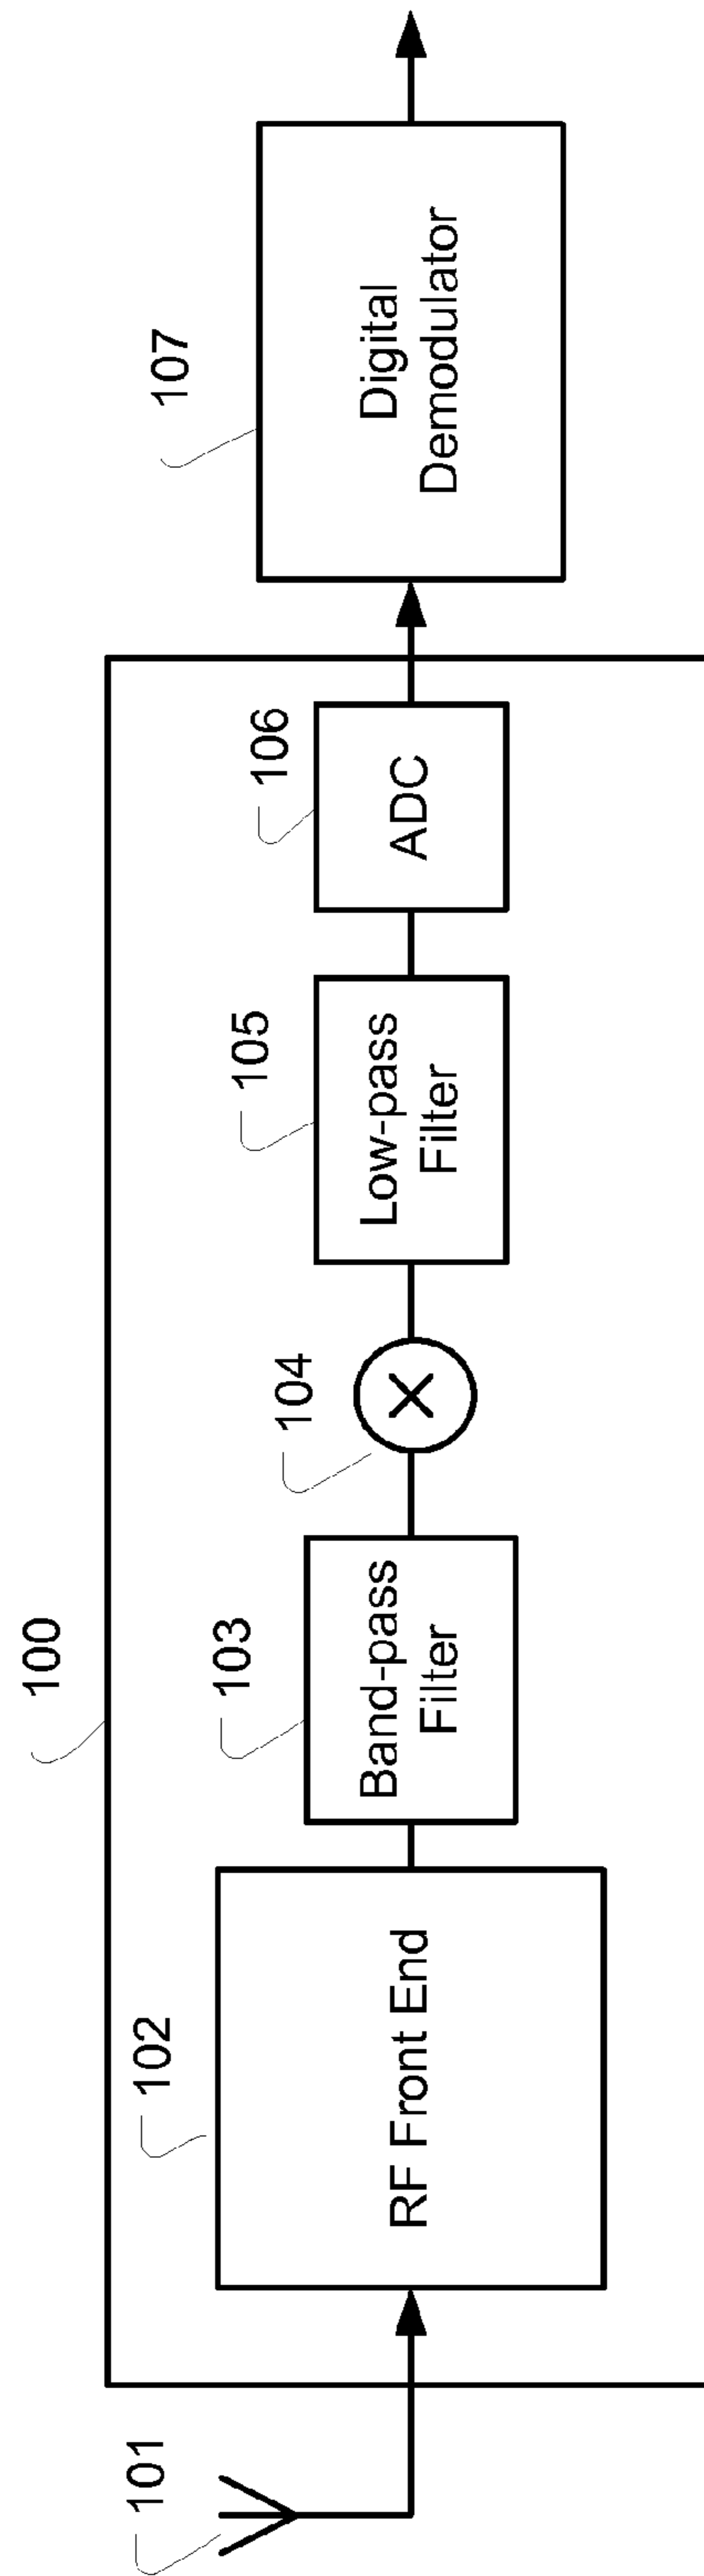 100
101
102
RF Front End
103
Band-pass
Filter
104
X
105
Low-pass
Filter
106
ADC
107
Digital
Demodulator